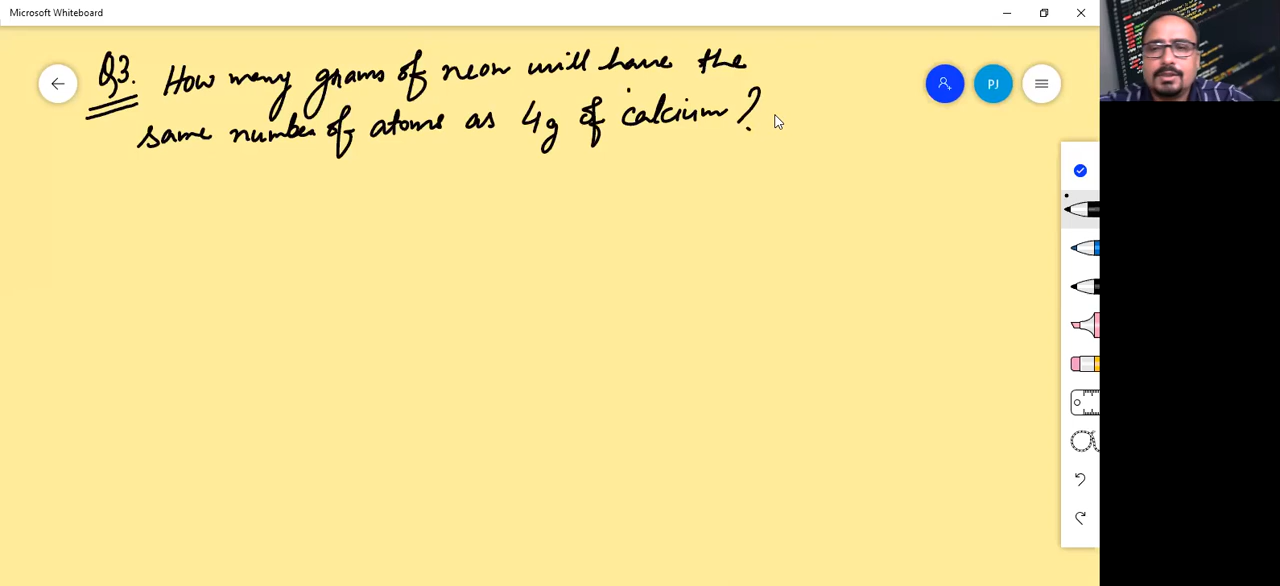 Microsoft Whiteboard
Q3. How many grams of neon will have the
same number of atoms as 4g of calcium?
PJ